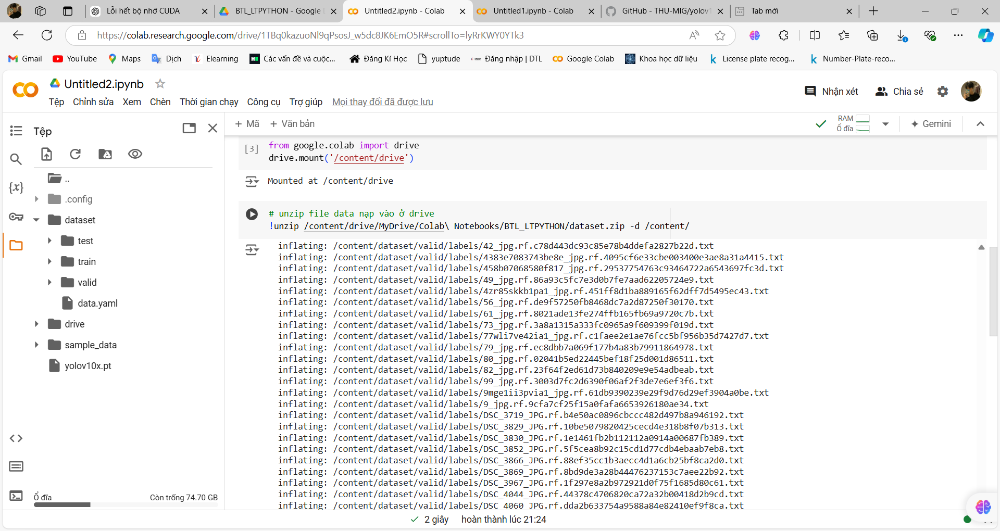 Lỗi hết bộ nhớ CUDA
BTL_LTPYTHON - Google
Untitled2.ipynb - Colab
Untitled1.ipynb - Colab
GitHub - THU-MIG/yolov1
Tab mới
https://colab.research.google.com/drive/1TBq0kazuoNl9qPsosJ_w5dc8JK6EmO5R#scrollTo=lyRrKWY0YTk3
Gmail YouTube Maps Dịch Elearning Các vấn đề và cuộc... Đăng Kí Học yuptude Đăng nhập | DTL Google Colab Khoa học dữ liệu License plate recog... Number-Plate-reco...
Untitled2.ipynb
Nhận xét Chia sẻ
Tệp Chỉnh sửa Xem Chèn Thời gian chạy Công cụ Trợ giúp Mọi thay đổi đã được lưu
Tệp
+ Mã + Văn bản
RAM
Ổ đĩa
Gemini
[3]
from google.colab import drive
drive.mount('/content/drive')
Mounted at /content/drive
..
.config
dataset
test
train
valid
data.yaml
drive
sample_data
yolov10x.pt
# unzip file data nạp vào ở drive
!unzip /content/drive/MyDrive/Colab\ Notebooks/BTL_LTPYTHON/dataset.zip -d /content/
inflating: /content/dataset/valid/labels/42_jpg.rf.c78d443dc93c85e78b4ddefa2827b22d.txt
inflating: /content/dataset/valid/labels/4383e7083743be8e_jpg.rf.4095cf6e33cbe003400e3ae8a31a4415.txt
inflating: /content/dataset/valid/labels/458b07068580f817_jpg.rf.29537754763c93464722a6543697fc3d.txt
inflating: /content/dataset/valid/labels/49_jpg.rf.86a93c5fc7e3d0b7fe7aad62205724e9.txt
inflating: /content/dataset/valid/labels/4zr85skkb1pa1_jpg.rf.451ff8d1ba889165f62dff7d5495ec43.txt
inflating: /content/dataset/valid/labels/56_jpg.rf.de9f57250fb8468dc7a2d87250f30170.txt
inflating: /content/dataset/valid/labels/61_jpg.rf.8021ade13fe274ffb165fb69a9720c7b.txt
inflating: /content/dataset/valid/labels/73_jpg.rf.3a8a1315a333fc0965a9f609399f019d.txt
inflating: /content/dataset/valid/labels/77wli7ve42ia1_jpg.rf.c1faee2e1ae76fcc5bf956b35d7427d7.txt
inflating: /content/dataset/valid/labels/79_jpg.rf.ec8dbb7a069f177b4a83b79911864978.txt
inflating: /content/dataset/valid/labels/80_jpg.rf.02041b5ed22445bef18f25d001d86511.txt
inflating: /content/dataset/valid/labels/82_jpg.rf.23f64f2ed61d73b840209e9e54adbeab.txt
inflating: /content/dataset/valid/labels/99_jpg.rf.3003d7fc2d6390f06af2f3de7e6ef3f6.txt
inflating: /content/dataset/valid/labels/9mge1ii3pvia1_jpg.rf.61db9390239e29f9d76d29ef3904a0be.txt
inflating: /content/dataset/valid/labels/9_jpg.rf.9cfa7cf25f15a0fafa6653926180ae34.txt
inflating: /content/dataset/valid/labels/DSC_3719_JPG.rf.b4e50ac0896cbccc482d497b8a946192.txt
inflating: /content/dataset/valid/labels/DSC_3829_JPG.rf.10be5079820425cecd4e318b8f07b313.txt
inflating: /content/dataset/valid/labels/DSC_3830_JPG.rf.1e1461fb2b112112a0914a00687fb389.txt
inflating: /content/dataset/valid/labels/DSC_3852_JPG.rf.5f5cea8b92c15cd1d77cdb4ebaab7eb8.txt
inflating: /content/dataset/valid/labels/DSC_3866_JPG.rf.88ef35cc1b3aecc4d1a6cb25bf8ca2d0.txt
inflating: /content/dataset/valid/labels/DSC_3869_JPG.rf.8bd9de3a28b44476237153c7aee22b92.txt
inflating: /content/dataset/valid/labels/DSC_3967_JPG.rf.1f297e8a2b972921d0f75f1685d80c61.txt
inflating: /content/dataset/valid/labels/DSC_4044_JPG.rf.44378c4706820ca72a32b00418d2b9cd.txt
inflating: /content/dataset/valid/labels/DSC_4060_JPG.rf.dda2b633754a9588a84e82410ef9f8ca.txt
Ổ đĩa Còn trống 74.70 GB
2 giây hoàn thành lúc 21:24